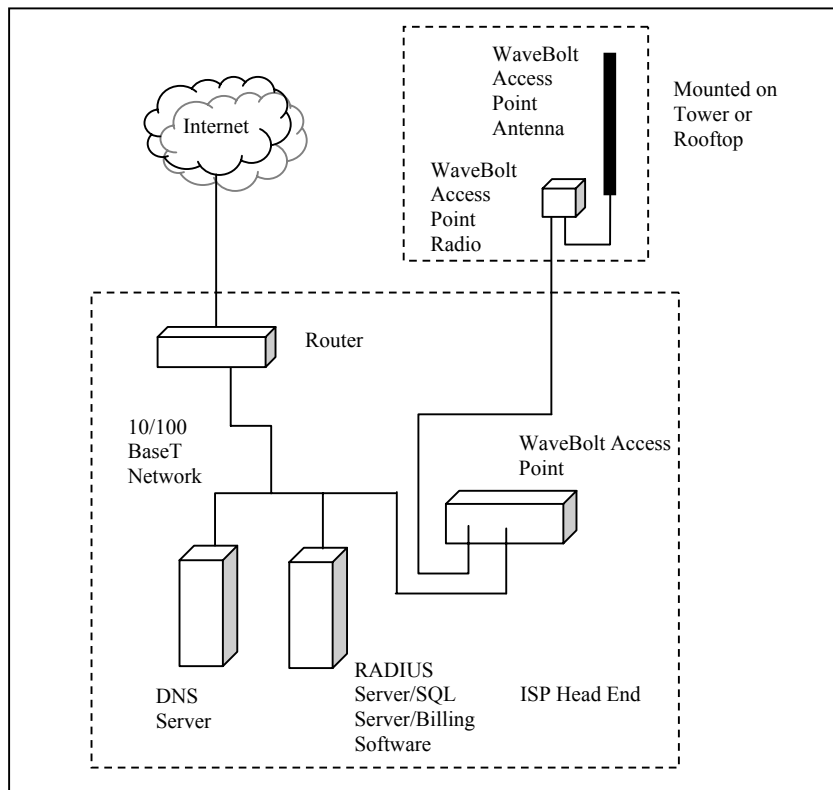 Internet
WaveBolt
Access
Point
Antenna
Mounted on
Tower or
Rooftop
WaveBolt
Access
Point
Radio
Router
10/100
BaseT
Network
WaveBolt Access
Point
DNS
Server
RADIUS
Server/SQL
Server/Billing
Software
ISP Head End